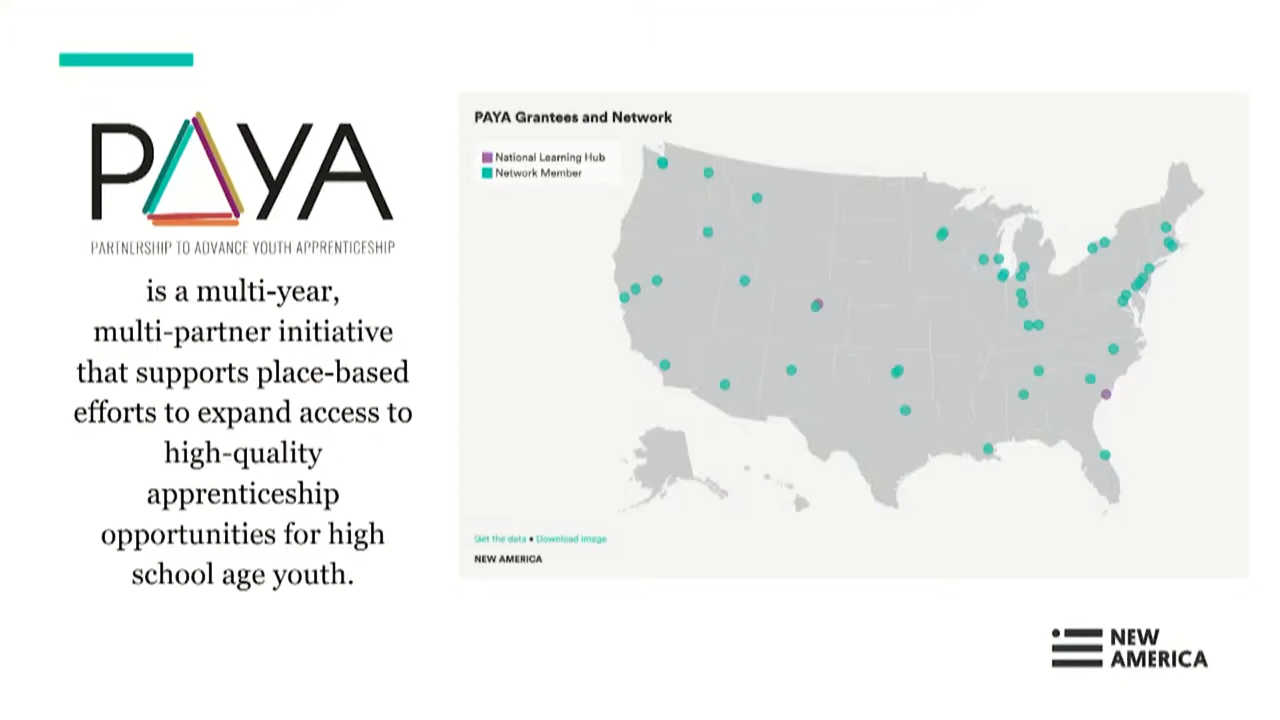 PAYA
PARTNERSHIP TO ADVANCE YOUTH APPRENTICESHIP
is a multi-year,
multi-partner initiative
that supports place-based
efforts to expand access to
high-quality
apprenticeship
opportunities for high
school age youth.
PAYA Grantees and Network
National Learning Hub
Network Member
Get the data • Download image
NEW AMERICA
NEW
AMERICA